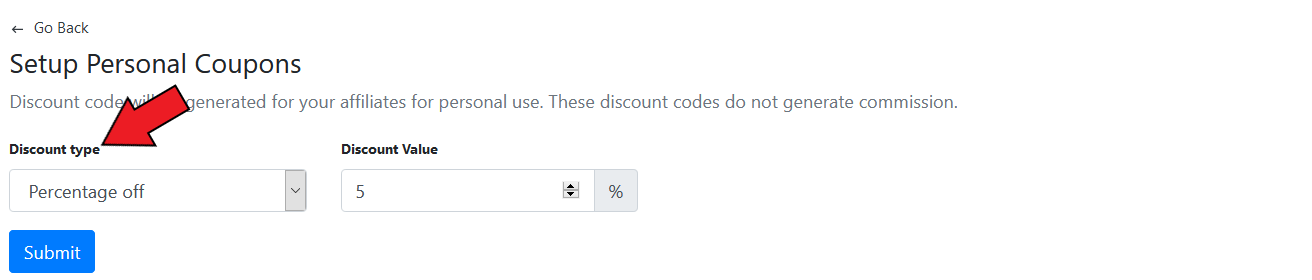 ← Go Back
Setup Personal Coupons
Discount code will generated for your affiliates for personal use. These discount codes do not generate commission.
Discount type Discount Value
Percentage off 5 %
Submit